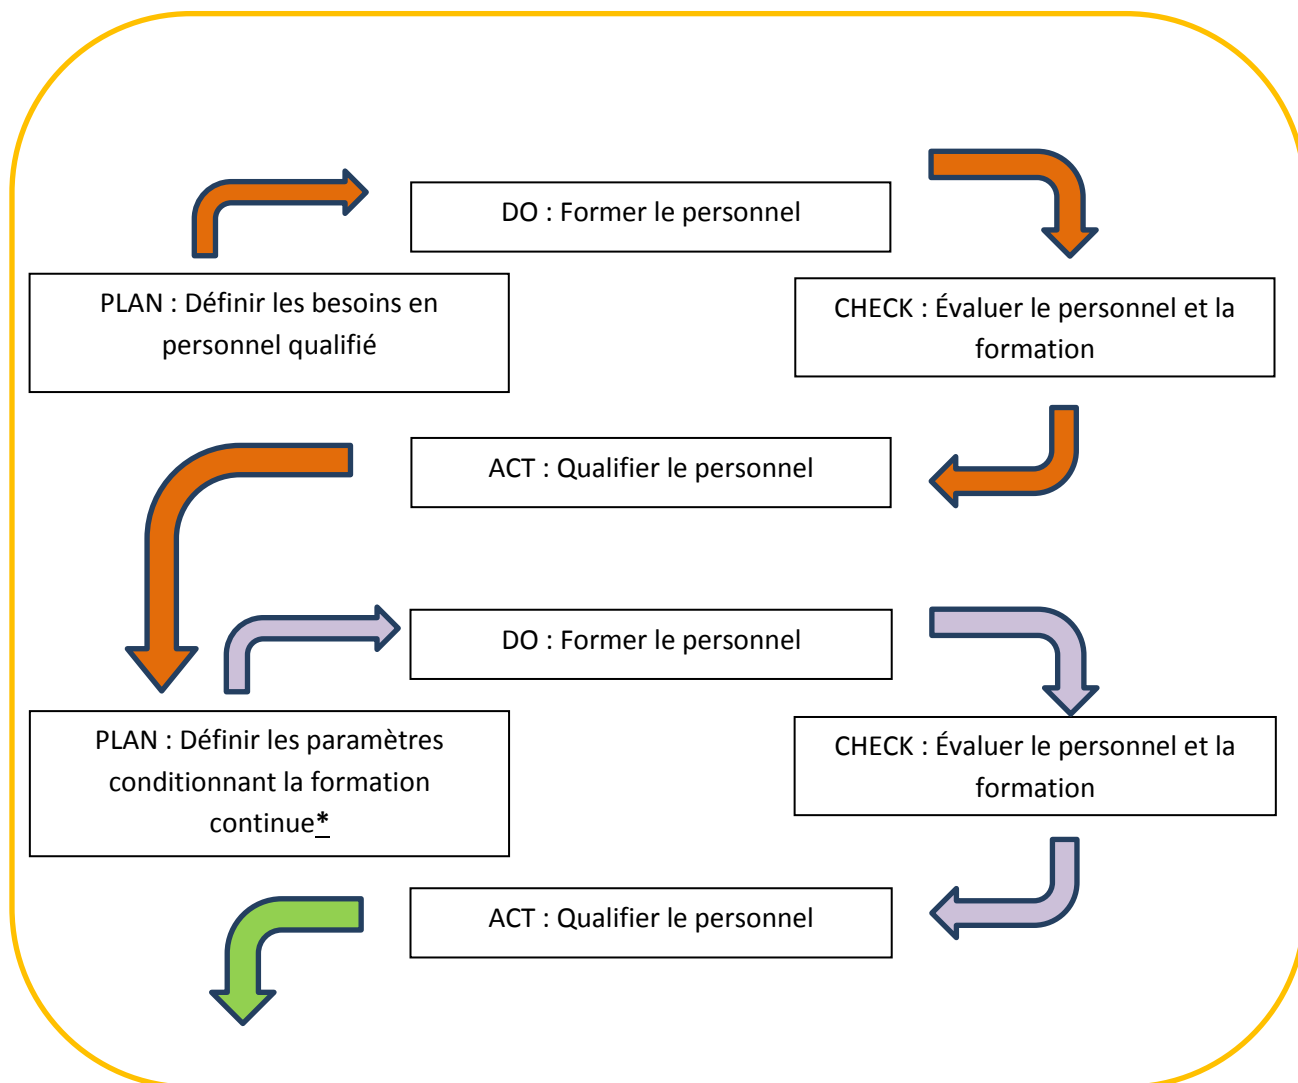 DO : Former le personnel
PLAN : Définir les besoins en
personnel qualifié
CHECK : Évaluer le personnel et la
formation
ACT : Qualifier le personnel
DO : Former le personnel
PLAN : Définir les paramètres
conditionnant la formation
continue*
CHECK : Évaluer le personnel et la
formation
ACT : Qualifier le personnel